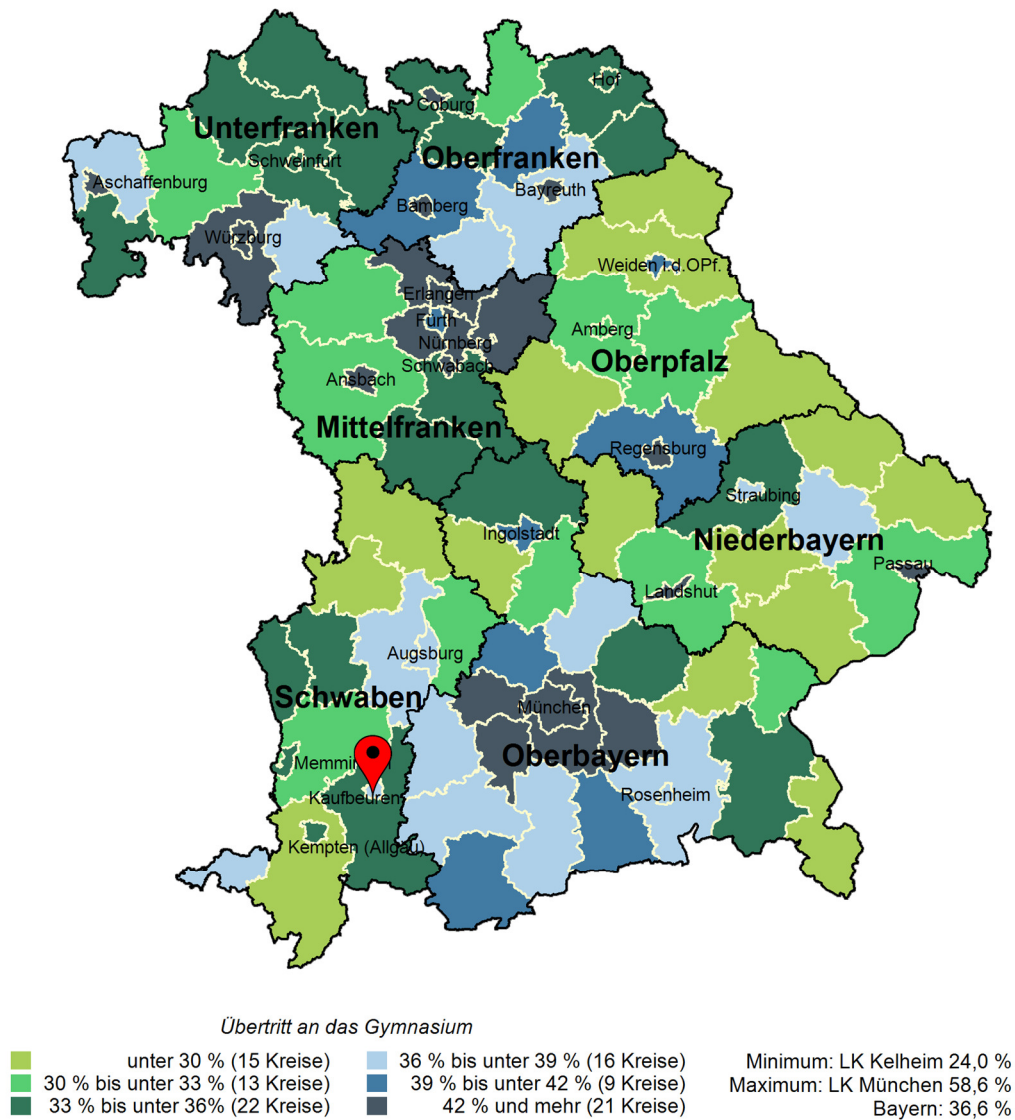 Hof
Coburg
Unterfranken
Oberfranken
Schweinfurt
Aschaffenburg
Bayreuth
Bamberg
Würzburg
Weiden i.d.OPf.
Erlangen
Fürth
Amberg
Nürnberg
Oberpfalz
Schwabach
Ansbach
Mittelfranken
Regensburg
Straubing
Ingolstadt
Niederbayern
Passau
Landshut
Augsburg
Schwaben
München
Oberbayern
Memmin
Kaufbeuren
Rosenheim
Kempten (Allgäu)
Übertritt an das Gymnasium
unter 30 % (15 Kreise)
30 % bis unter 33 % (13 Kreise)
33 % bis unter 36% (22 Kreise)
36 % bis unter 39 % (16 Kreise)
39 % bis unter 42 % (9 Kreise)
42 % und mehr (21 Kreise)
Minimum: LK Kelheim 24,0 %
Maximum: LK München 58,6 %
Bayern: 36,6 %